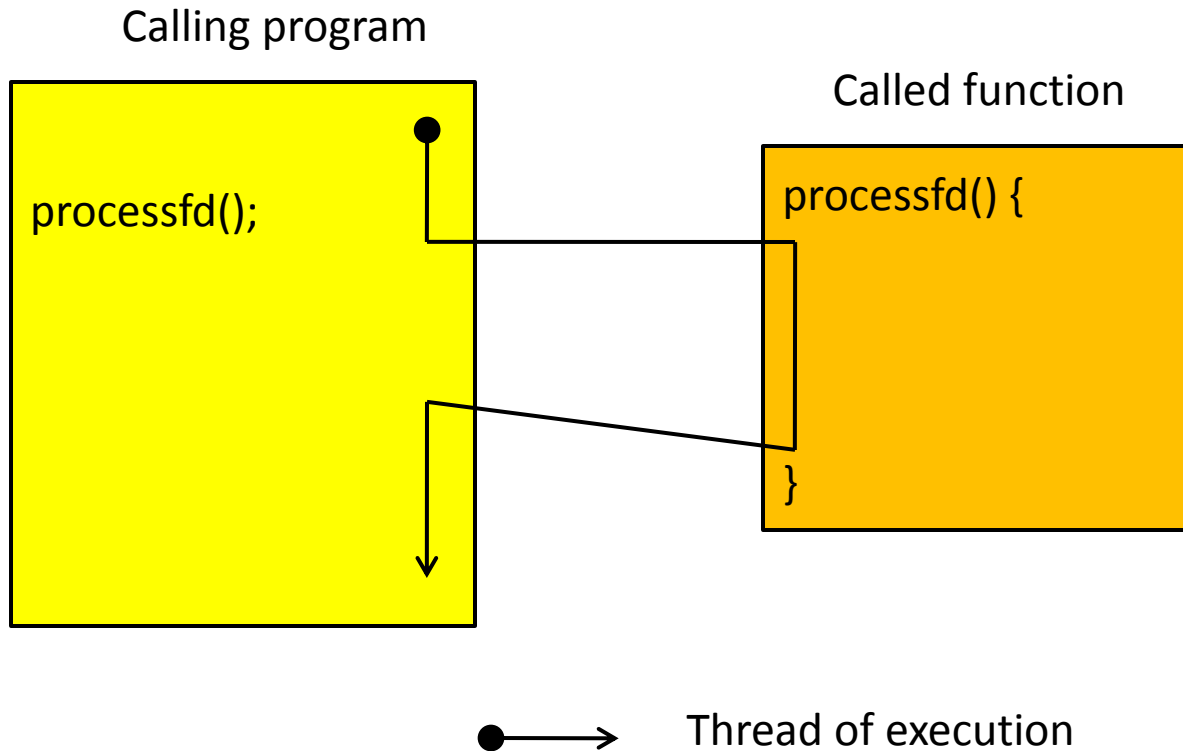 Calling program
Called function
processfd();
processfd() {
}
Thread of execution